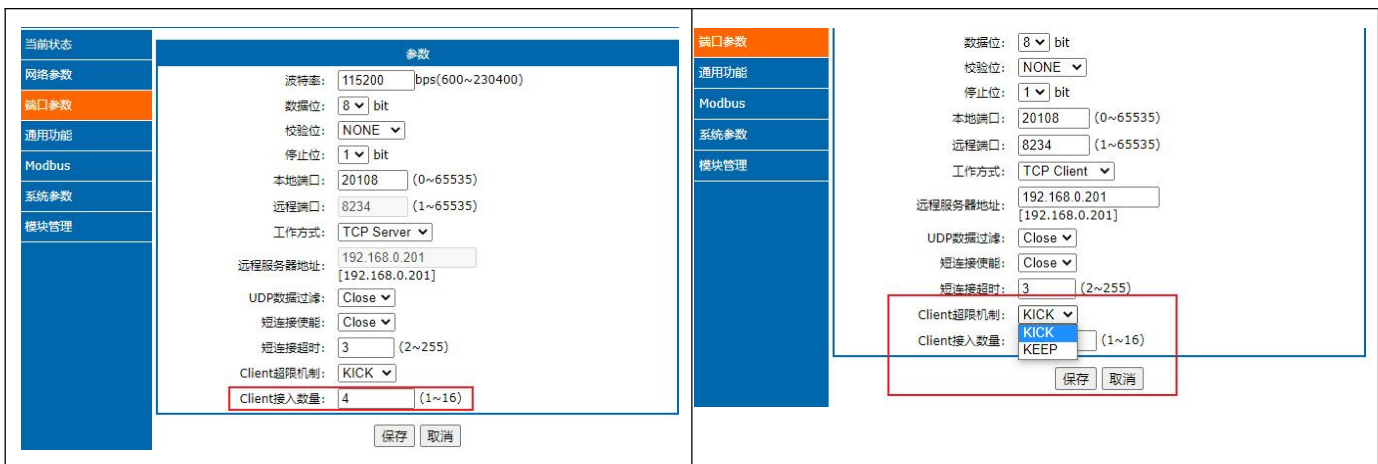 当前状态
网络参数
端口参数
通用功能
Modbus
系统参数
模块管理
参数
波特率: 115200 bps(600~230400)
数据位: 8 bit
校验位: NONE
停止位: 1 bit
本地端口: 20108 (0~65535)
远程端口: 8234 (1~65535)
工作方式: TCP Server
远程服务器地址: 192.168.0.201
[192.168.0.201]
UDP数据过滤: Close
短连接使能: Close
短连接超时: 3 (2~255)
Client超限机制: KICK
Client接入数量: 4 (1~16)
保存 取消
端口参数
通用功能
Modbus
系统参数
模块管理
数据位: 8 bit
校验位: NONE
停止位: 1 bit
本地端口: 20108 (0~65535)
远程端口: 8234 (1~65535)
工作方式: TCP Client
远程服务器地址: 192.168.0.201
[192.168.0.201]
UDP数据过滤: Close
短连接使能: Close
短连接超时: 3 (2~255)
Client超限机制: KICK
KICK
Client接入数量: (1~16)
KEEP
保存 取消